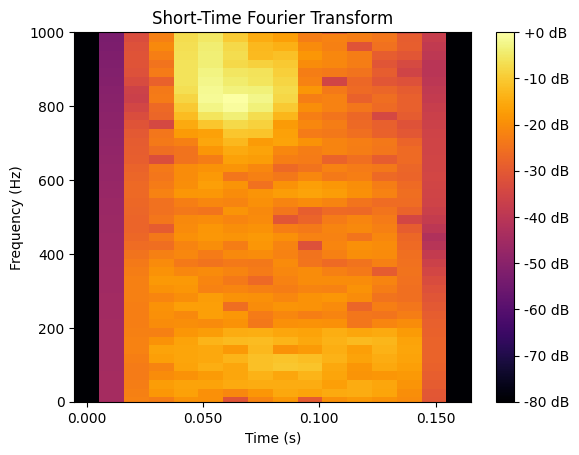 Short-Time Fourier Transform
1000
800
600
400
200
0
Frequency (Hz)
0.000
0.050
0.100
0.150
Time (s)
+0 dB
-10 dB
-20 dB
-30 dB
-40 dB
-50 dB
-60 dB
-70 dB
-80 dB